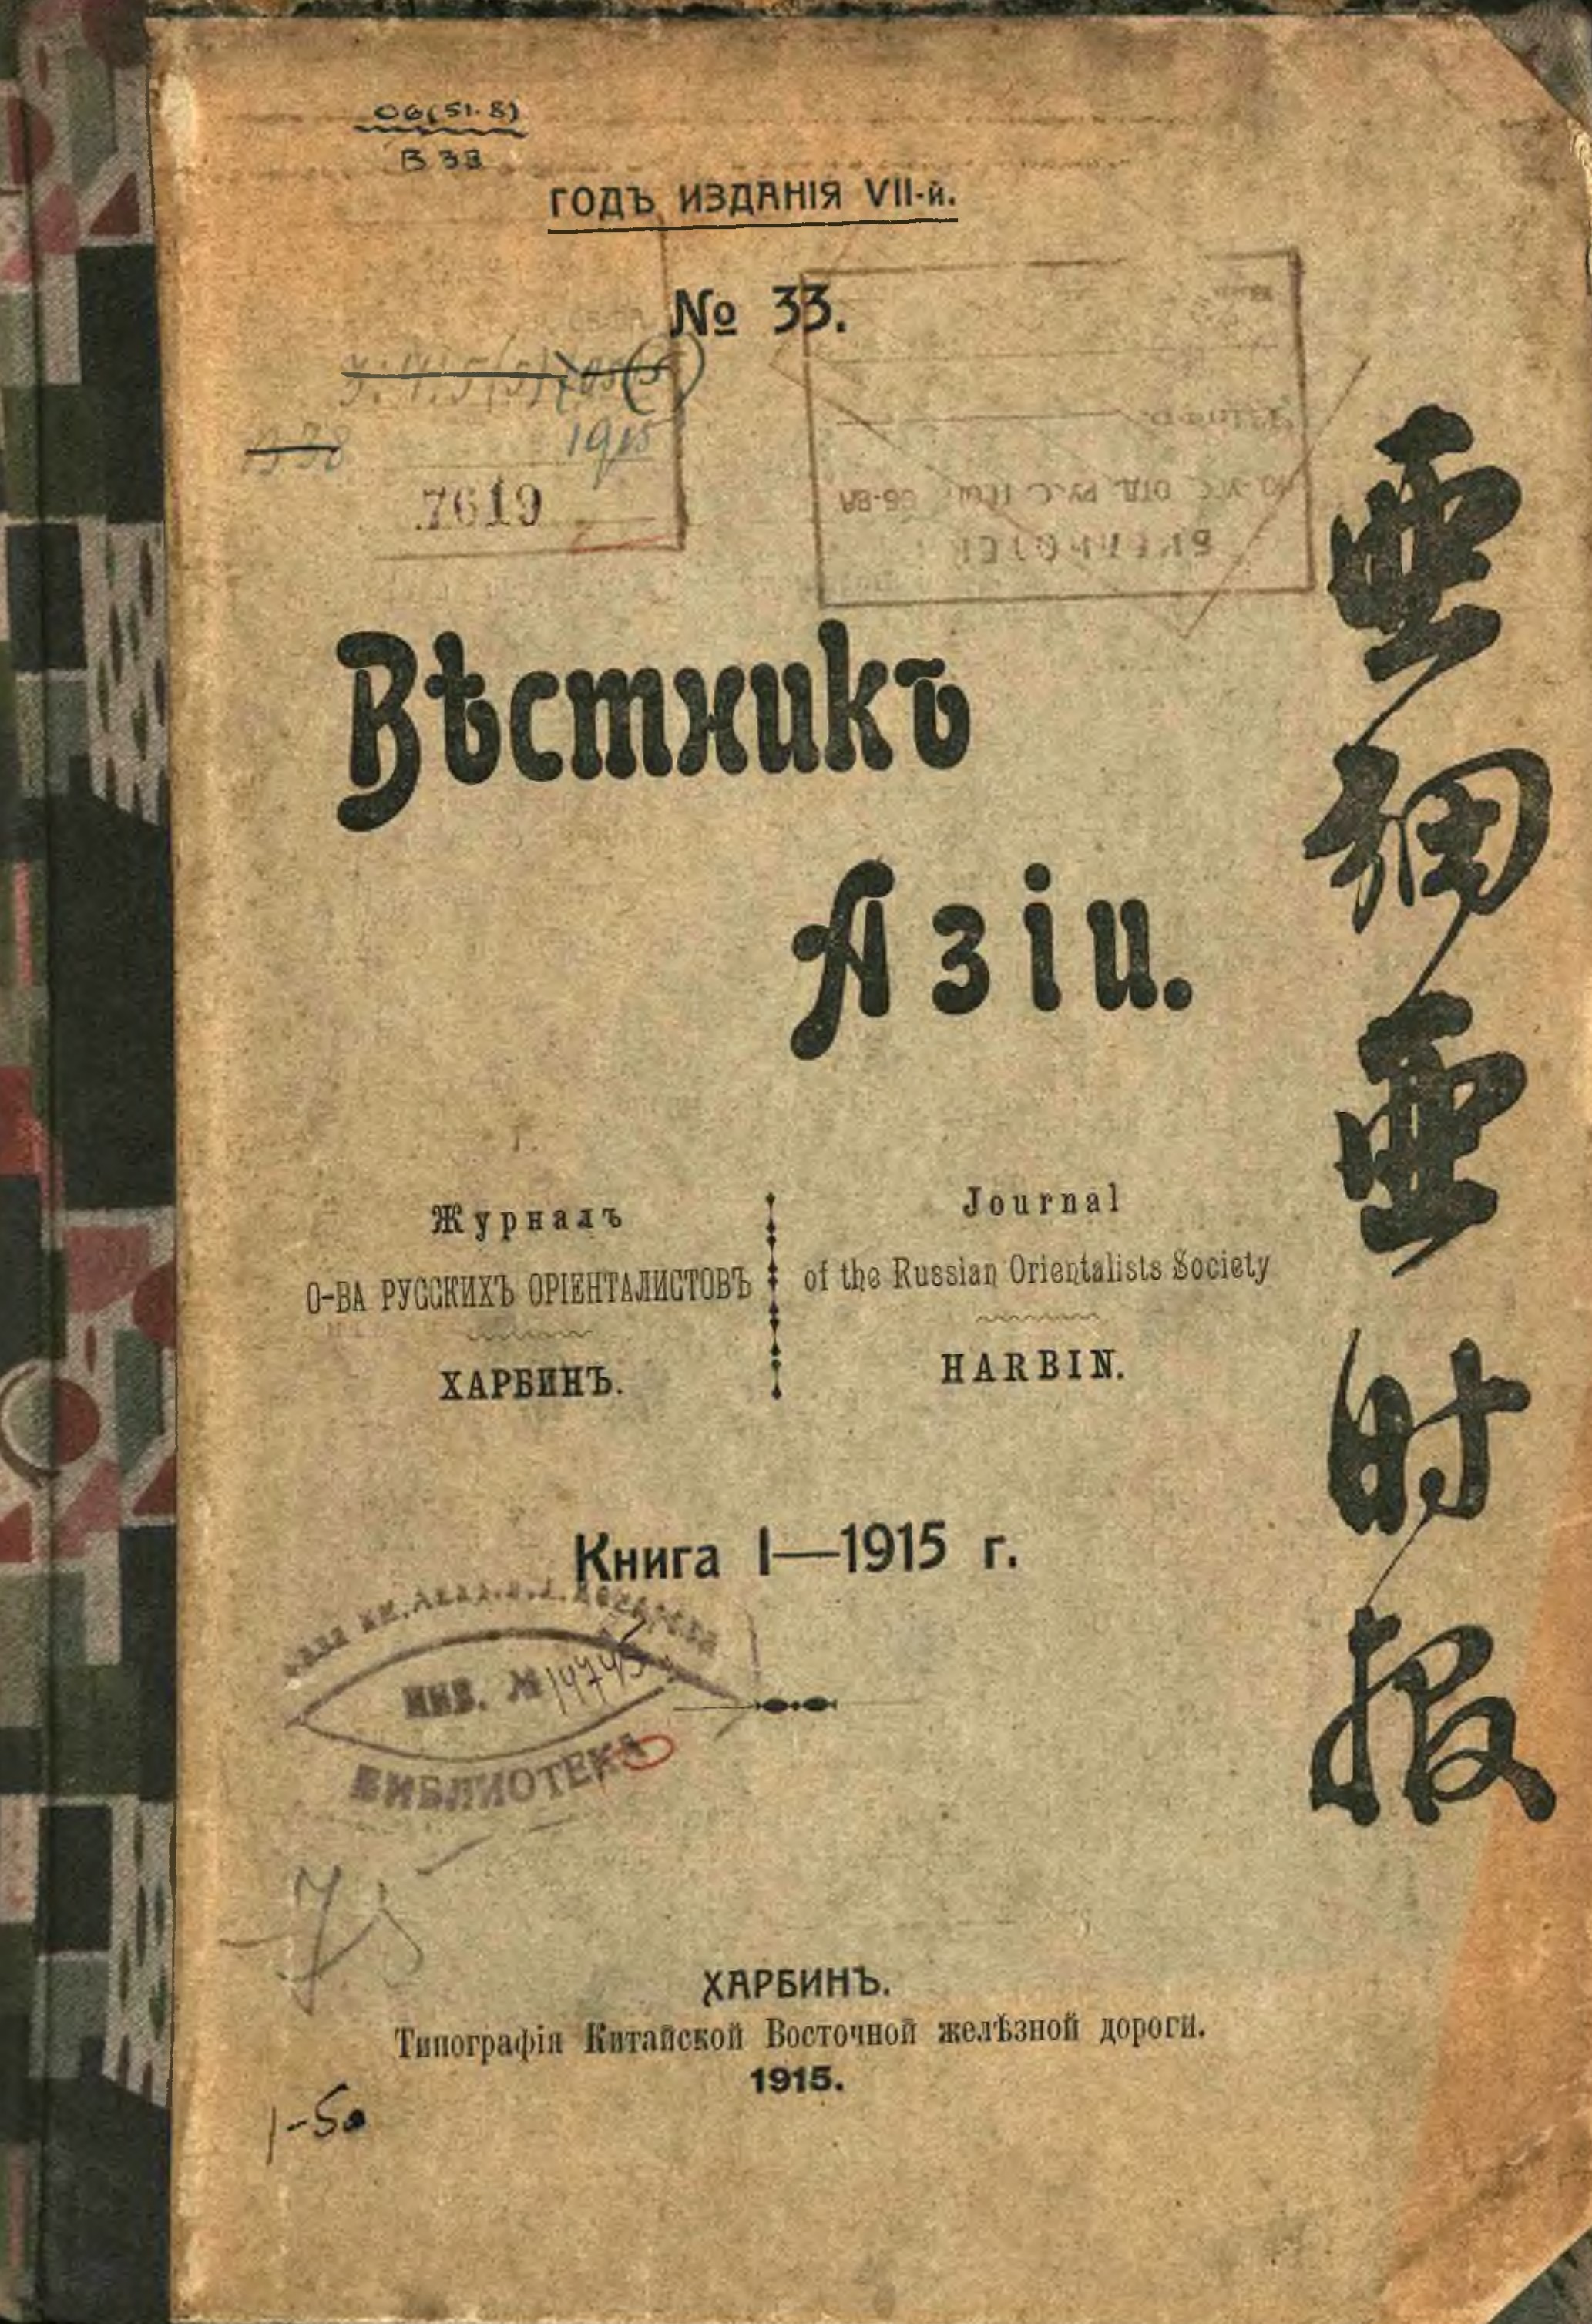 06(51.8)
В 33
ГОДЪ ИЗДАНІЯ VII-й.
№ 33.
1915
7619
Вѣстникъ
Азіи.
亞細亞时报
Журналъ
О-ВА РУССКИХЪ ОРІЕНТАЛИСТОВЪ
ХАРБИНЪ.
Journal
of the Russian Orientalists Society
HARBIN.
Книга I—1915 г.
ИНВ. №
БИБЛИОТЕКА
ХАРБИНЪ.
Типографія Китайской Восточной желѣзной дороги.
1915.
1-50